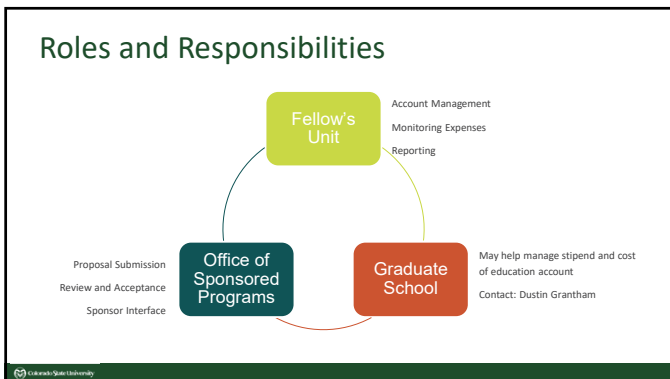 Roles and Responsibilities
Fellow's
Unit
Account Management
Monitoring Expenses
Reporting
Proposal Submission
Review and Acceptance
Sponsor Interface
Office of
Sponsored
Programs
Graduate
School
May help manage stipend and cost
of education account
Contact: Dustin Grantham
Colorado State University